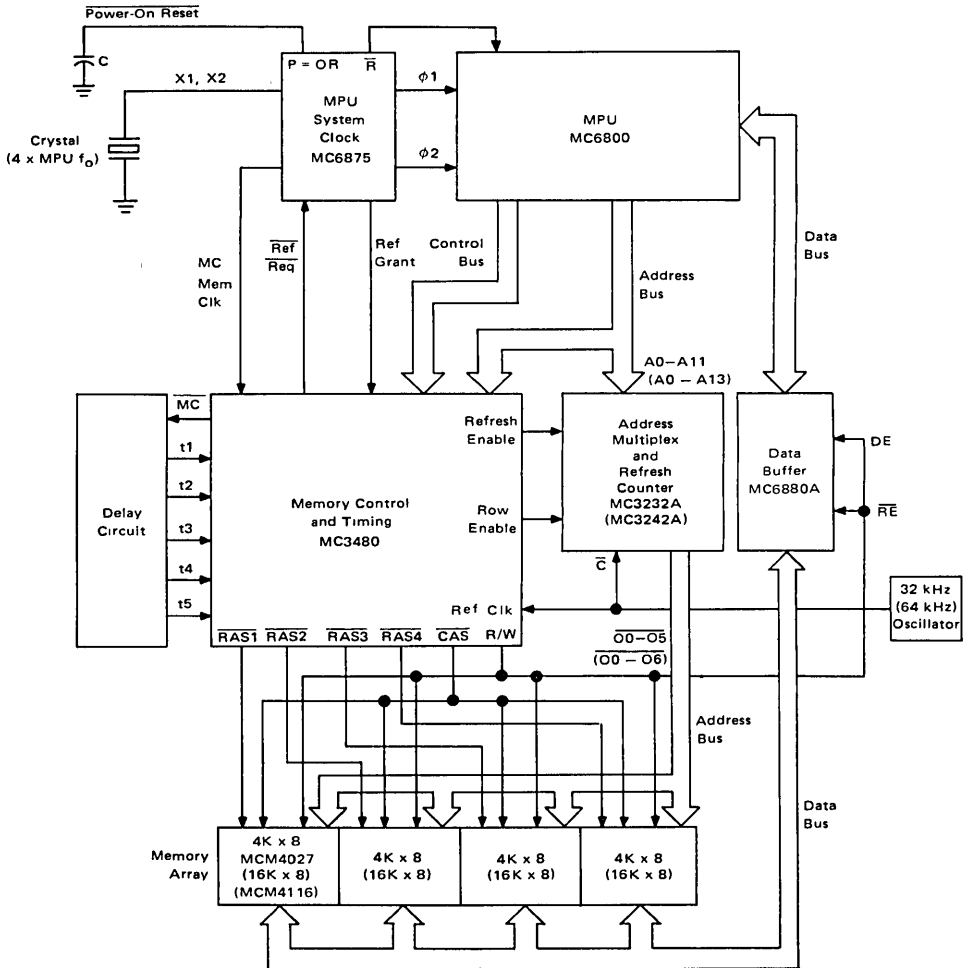 Power-On Reset
C
X1, X2
Crystal
(4 x MPU fo)
P = OR R
MPU
System
Clock
MC6875
ϕ1
ϕ2
MPU
MC6800
MC
Mem
Clk
Ref
Req
Ref
Grant
Control
Bus
Address
Bus
Data
Bus
A0-A11
(A0 - A13)
Delay
Circuit
MC
t1
t2
t3
t4
t5
Memory Control
and Timing
MC3480
Refresh
Enable
Row
Enable
Ref Clk
RAS1 RAS2 RAS3 RAS4 CAS R/W
Address
Multiplex
and
Refresh
Counter
MC3232A
(MC3242A)
C
Data
Buffer
MC6880A
DE
RE
32 kHz
(64 kHz)
Oscillator
O0-O5
(O0 - O6)
Address
Bus
Data
Bus
Memory
Array
4K x 8
MCM4027
(16K x 8)
(MCM4116)
4K x 8
(16K x 8)
4K x 8
(16K x 8)
4K x 8
(16K x 8)